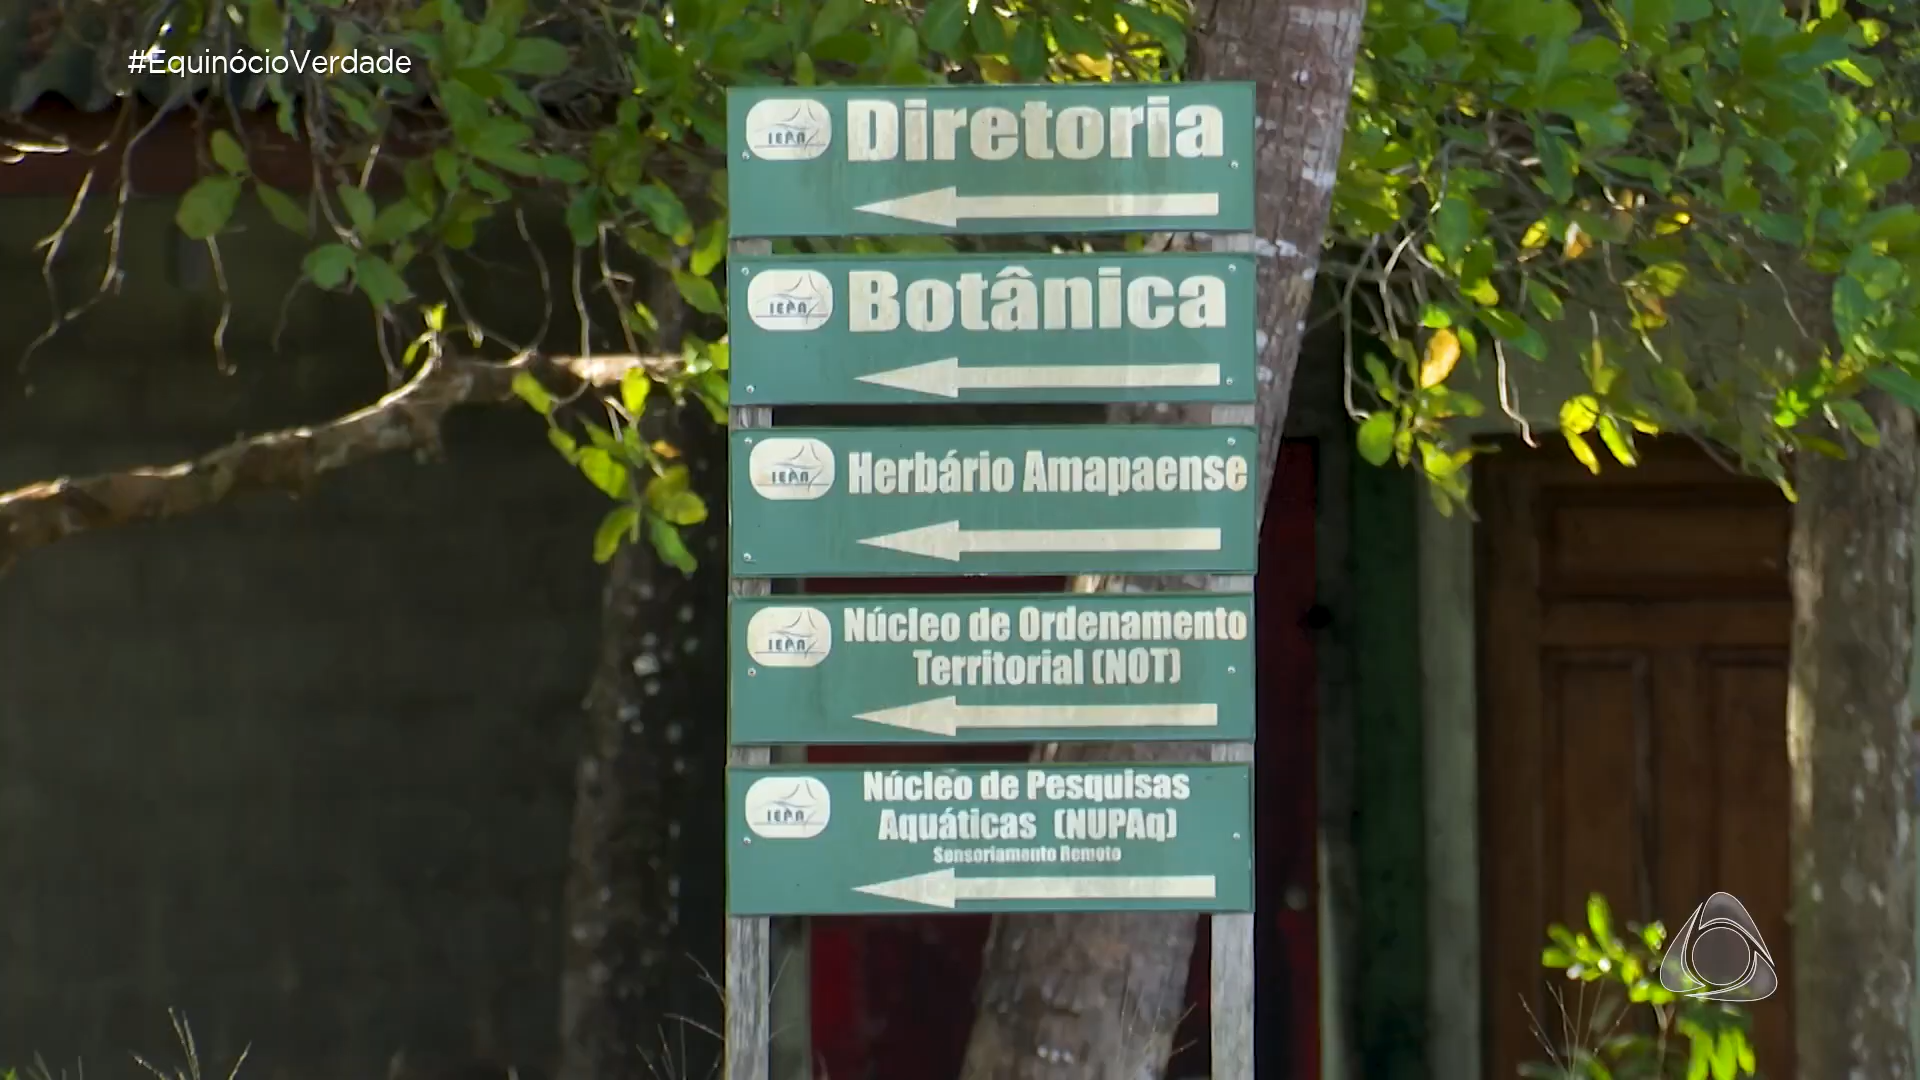 #EquinócioVerdade
IEPA Diretoria
IEPA Botânica
IEPA Herbário Amapaense
IEPA Núcleo de Ordenamento
Territorial (NOT)
Núcleo de Pesquisas
IEPA Aquáticas (NUPAq)
Sensoriamento Remoto